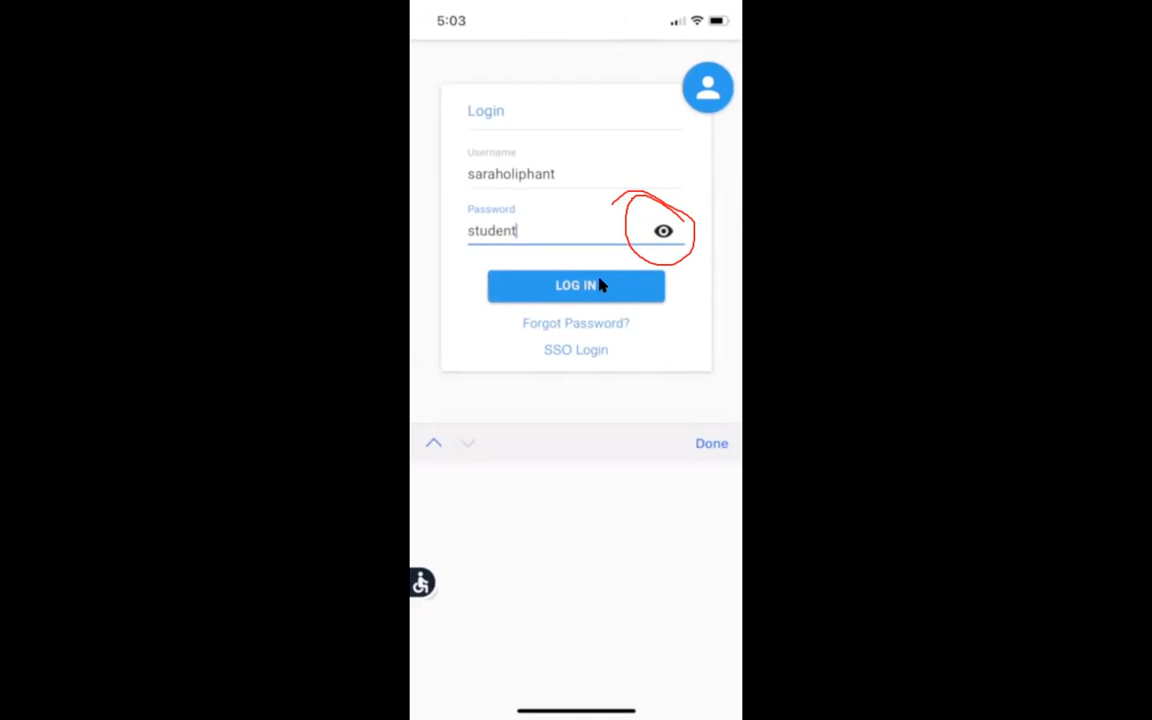 5:03
Login
Username
saraholiphant
Password
student
LOG IN
Forgot Password?
SSO Login
Done